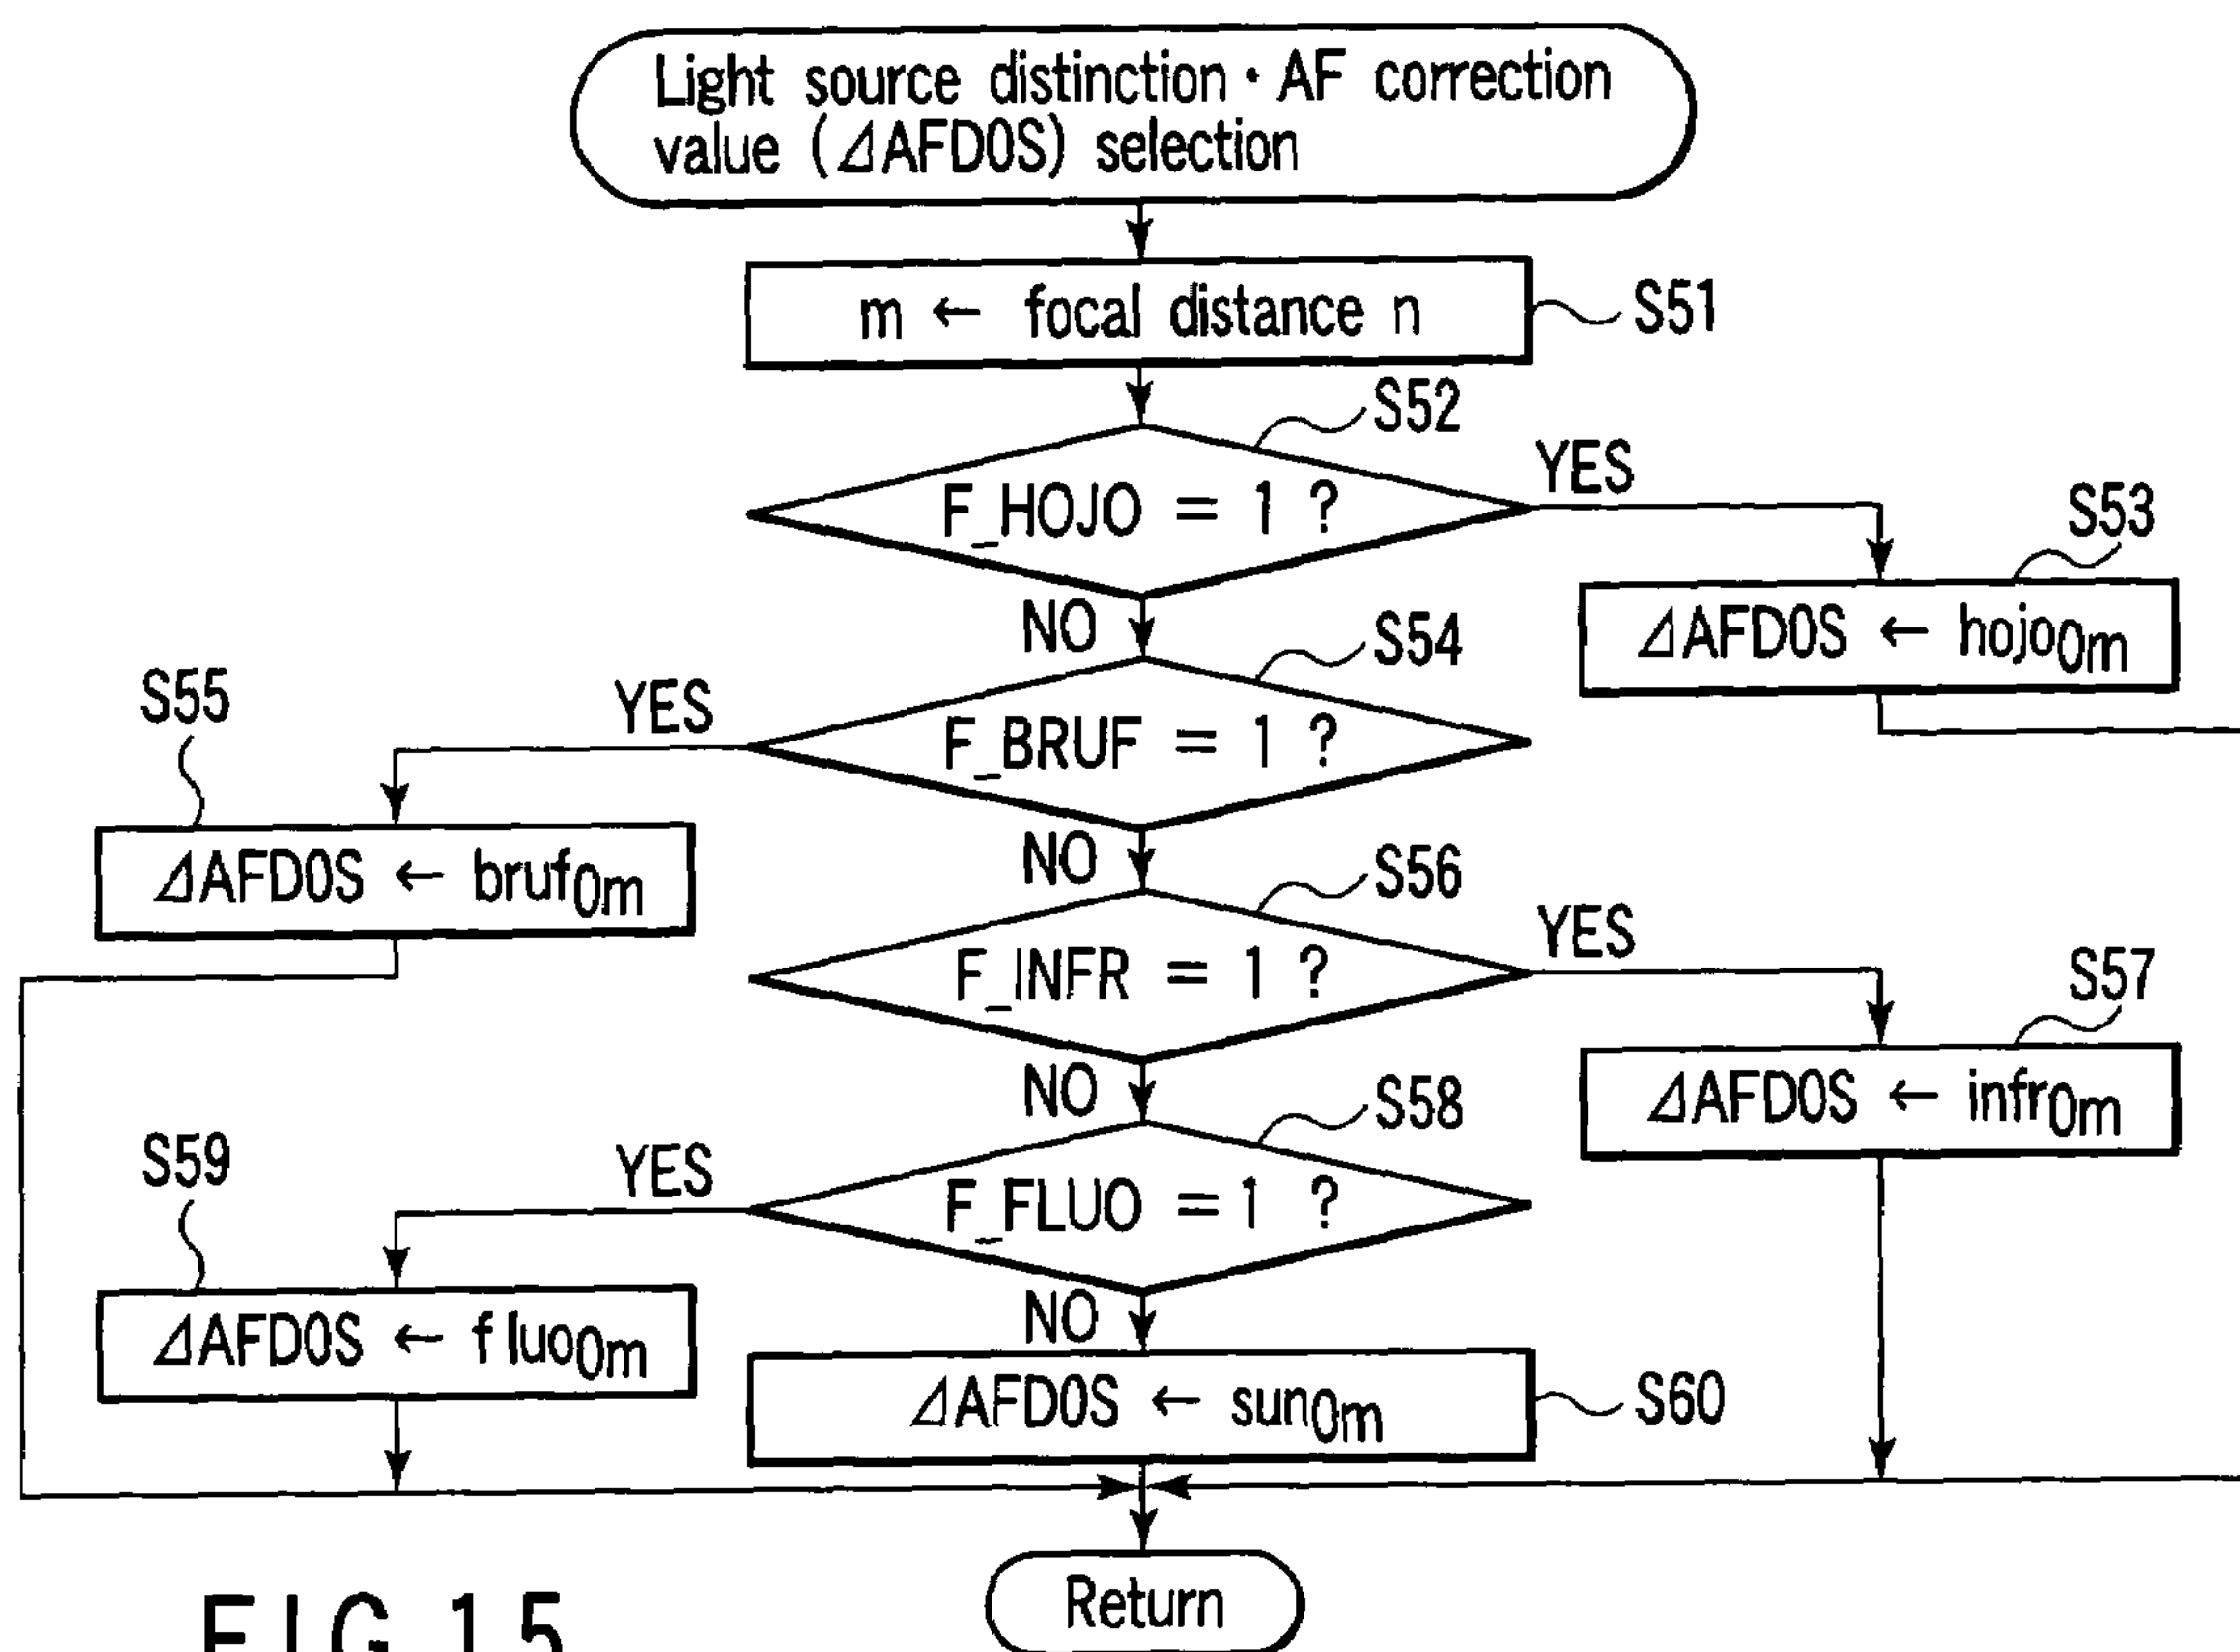 Light source distinction・AF correction
value (⊿AFD0S) selection
m ← focal distance n
S51
S52
F_HOJO = 1 ?
YES
S53
⊿AFD0S ← hojo0m
NO
S54
F_BRUF = 1 ?
YES
S55
⊿AFD0S ← bruf0m
NO
S56
F_INFR = 1 ?
YES
S57
⊿AFD0S ← infr0m
NO
S58
F_FLUO = 1 ?
YES
S59
⊿AFD0S ← fluo0m
NO
⊿AFD0S ← sun0m
S60
Return
FIG.15